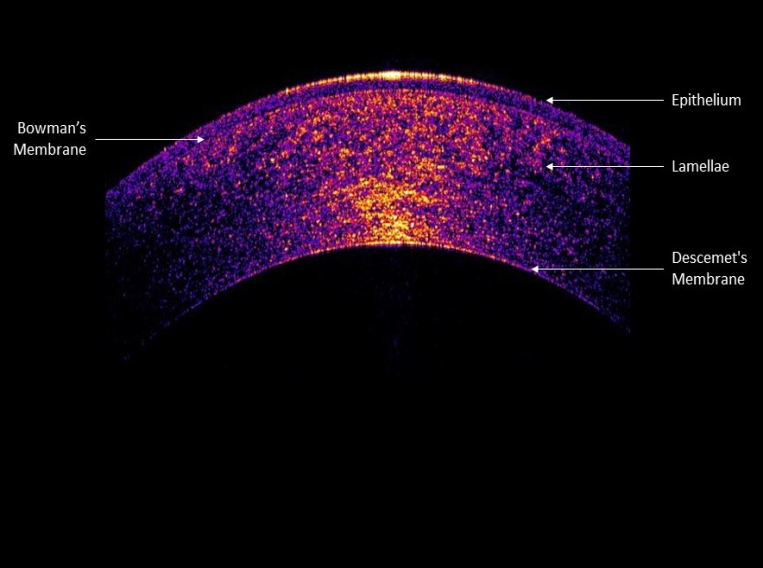 Epithelium
Bowman's
Membrane
Lamellae
Descemet's
Membrane